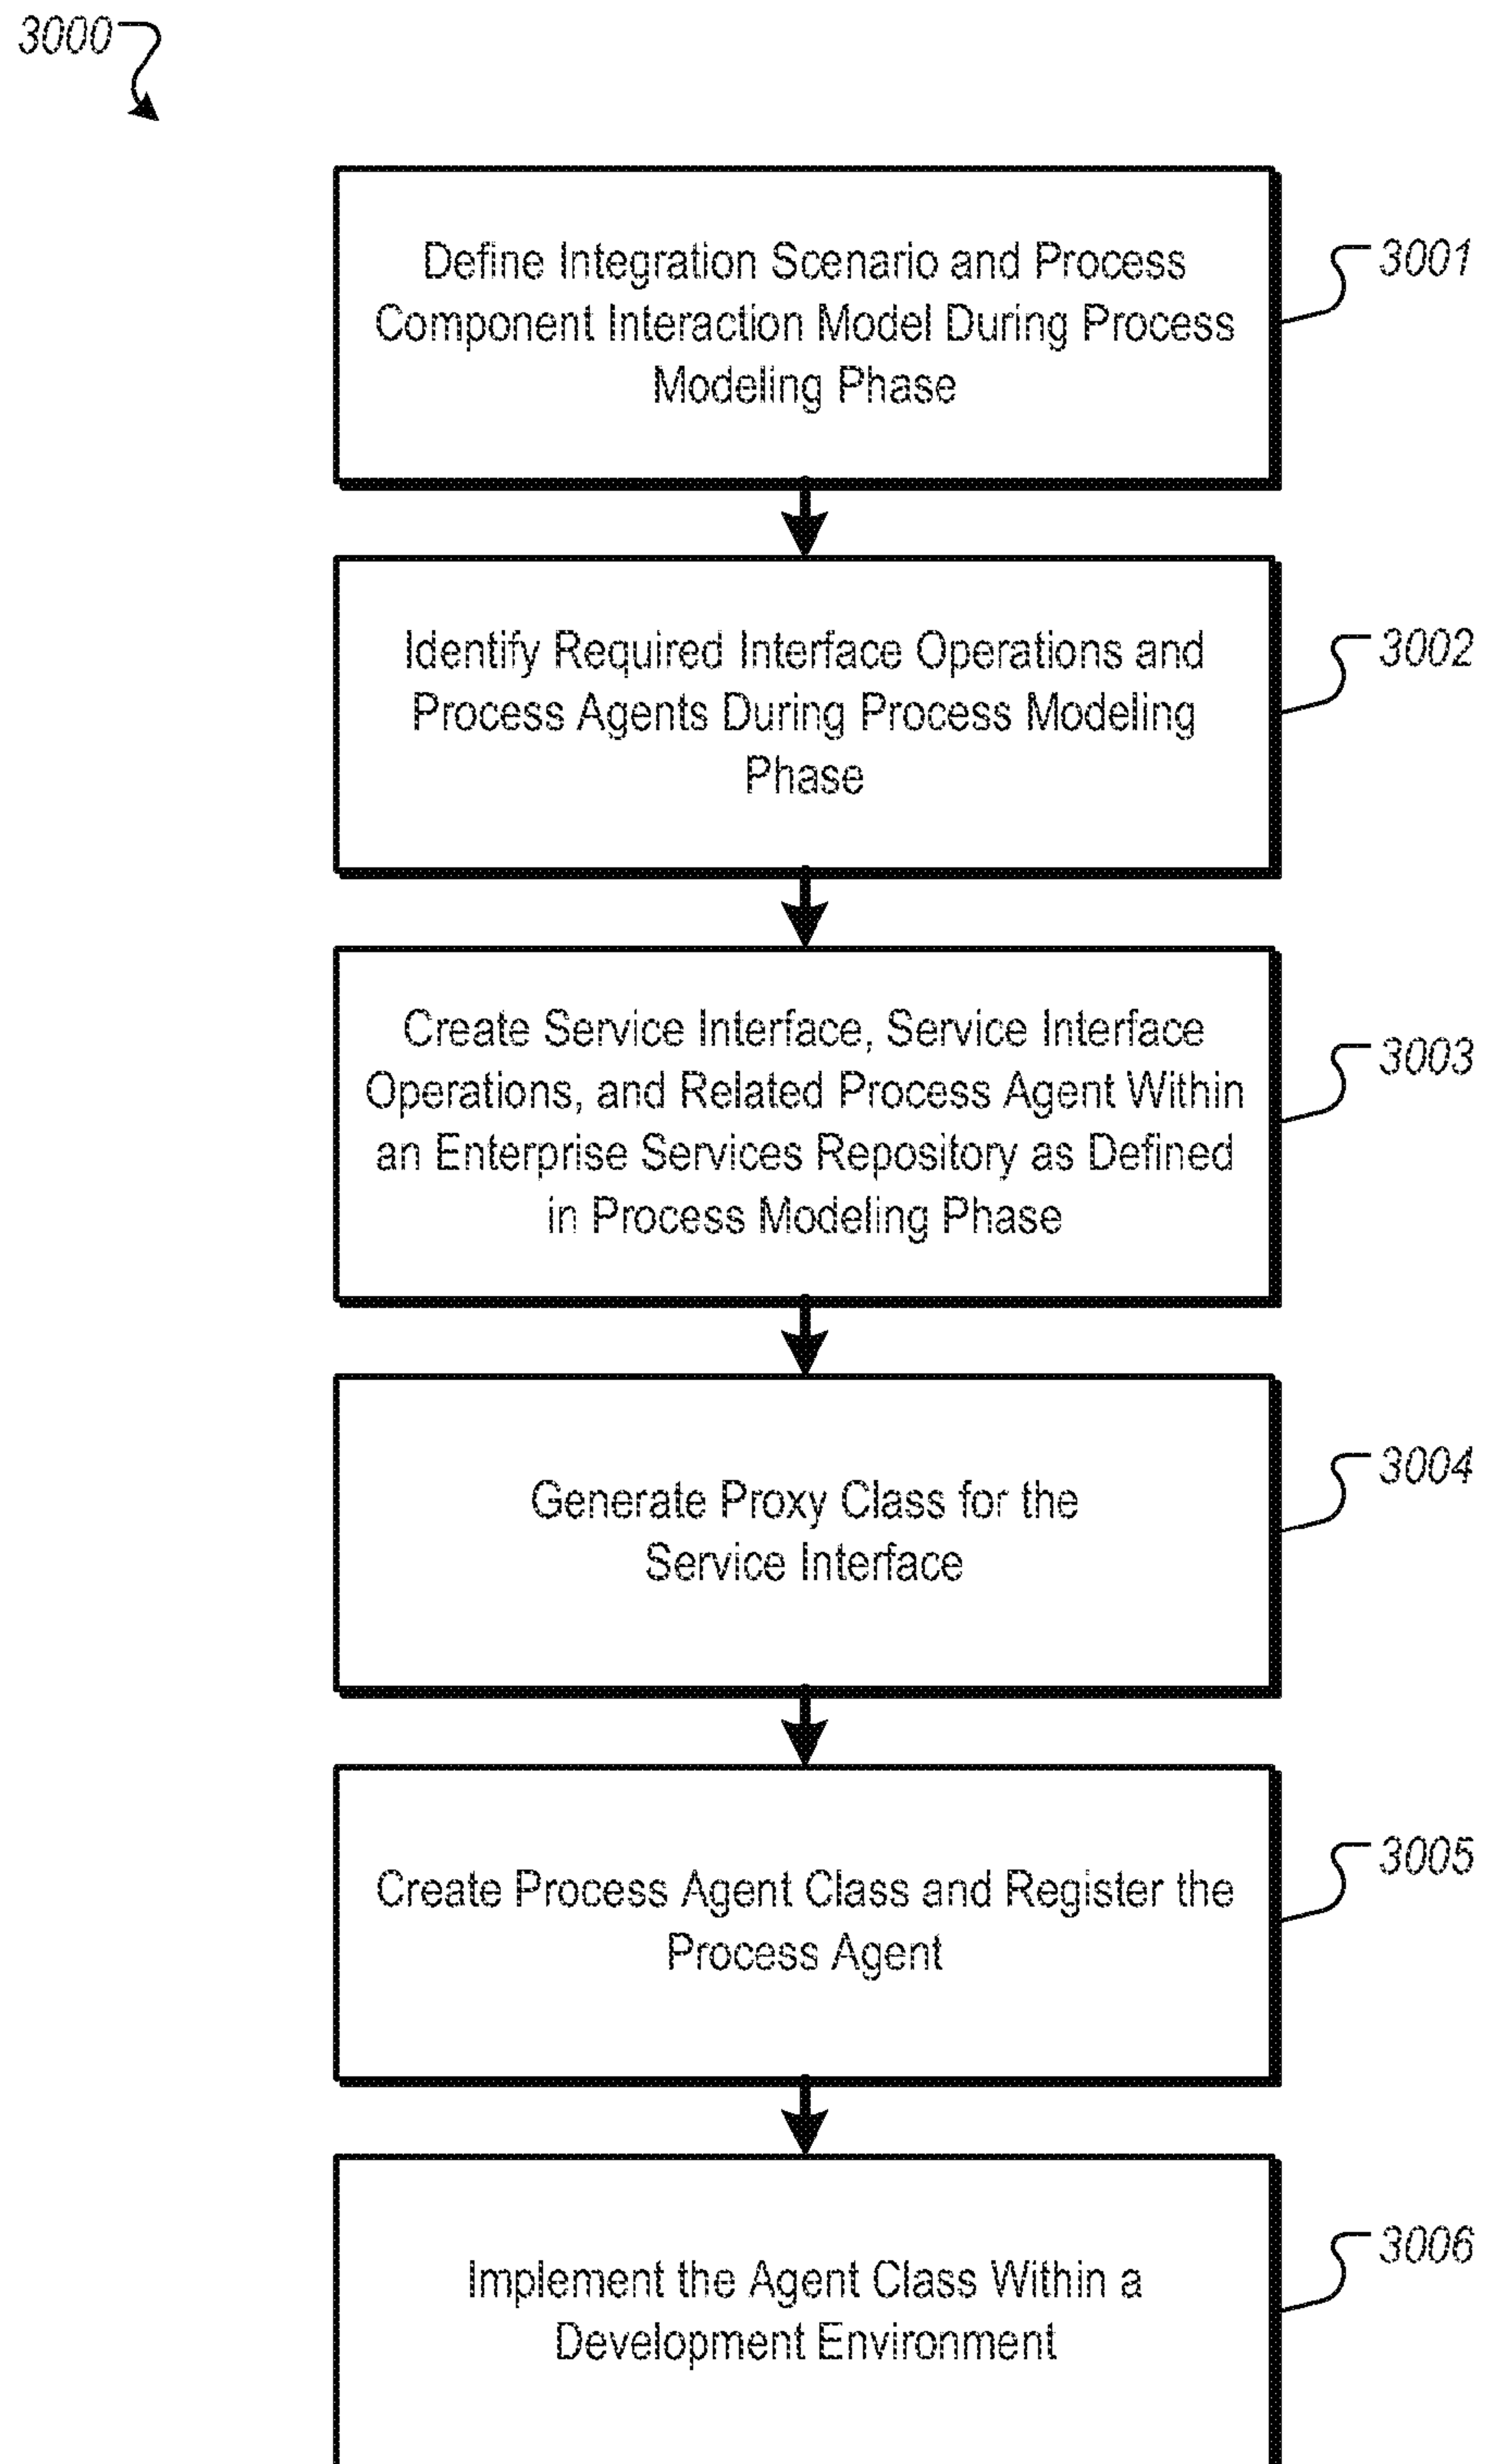 3000
Define Integration Scenario and Process
Component Interaction Model During Process
Modeling Phase
3001
Identify Required Interface Operations and
Process Agents During Process Modeling
Phase
3002
Create Service Interface, Service Interface
Operations, and Related Process Agent Within
an Enterprise Services Repository as Defined
in Process Modeling Phase
3003
Generate Proxy Class for the
Service Interface
3004
Create Process Agent Class and Register the
Process Agent
3005
Implement the Agent Class Within a
Development Environment
3006